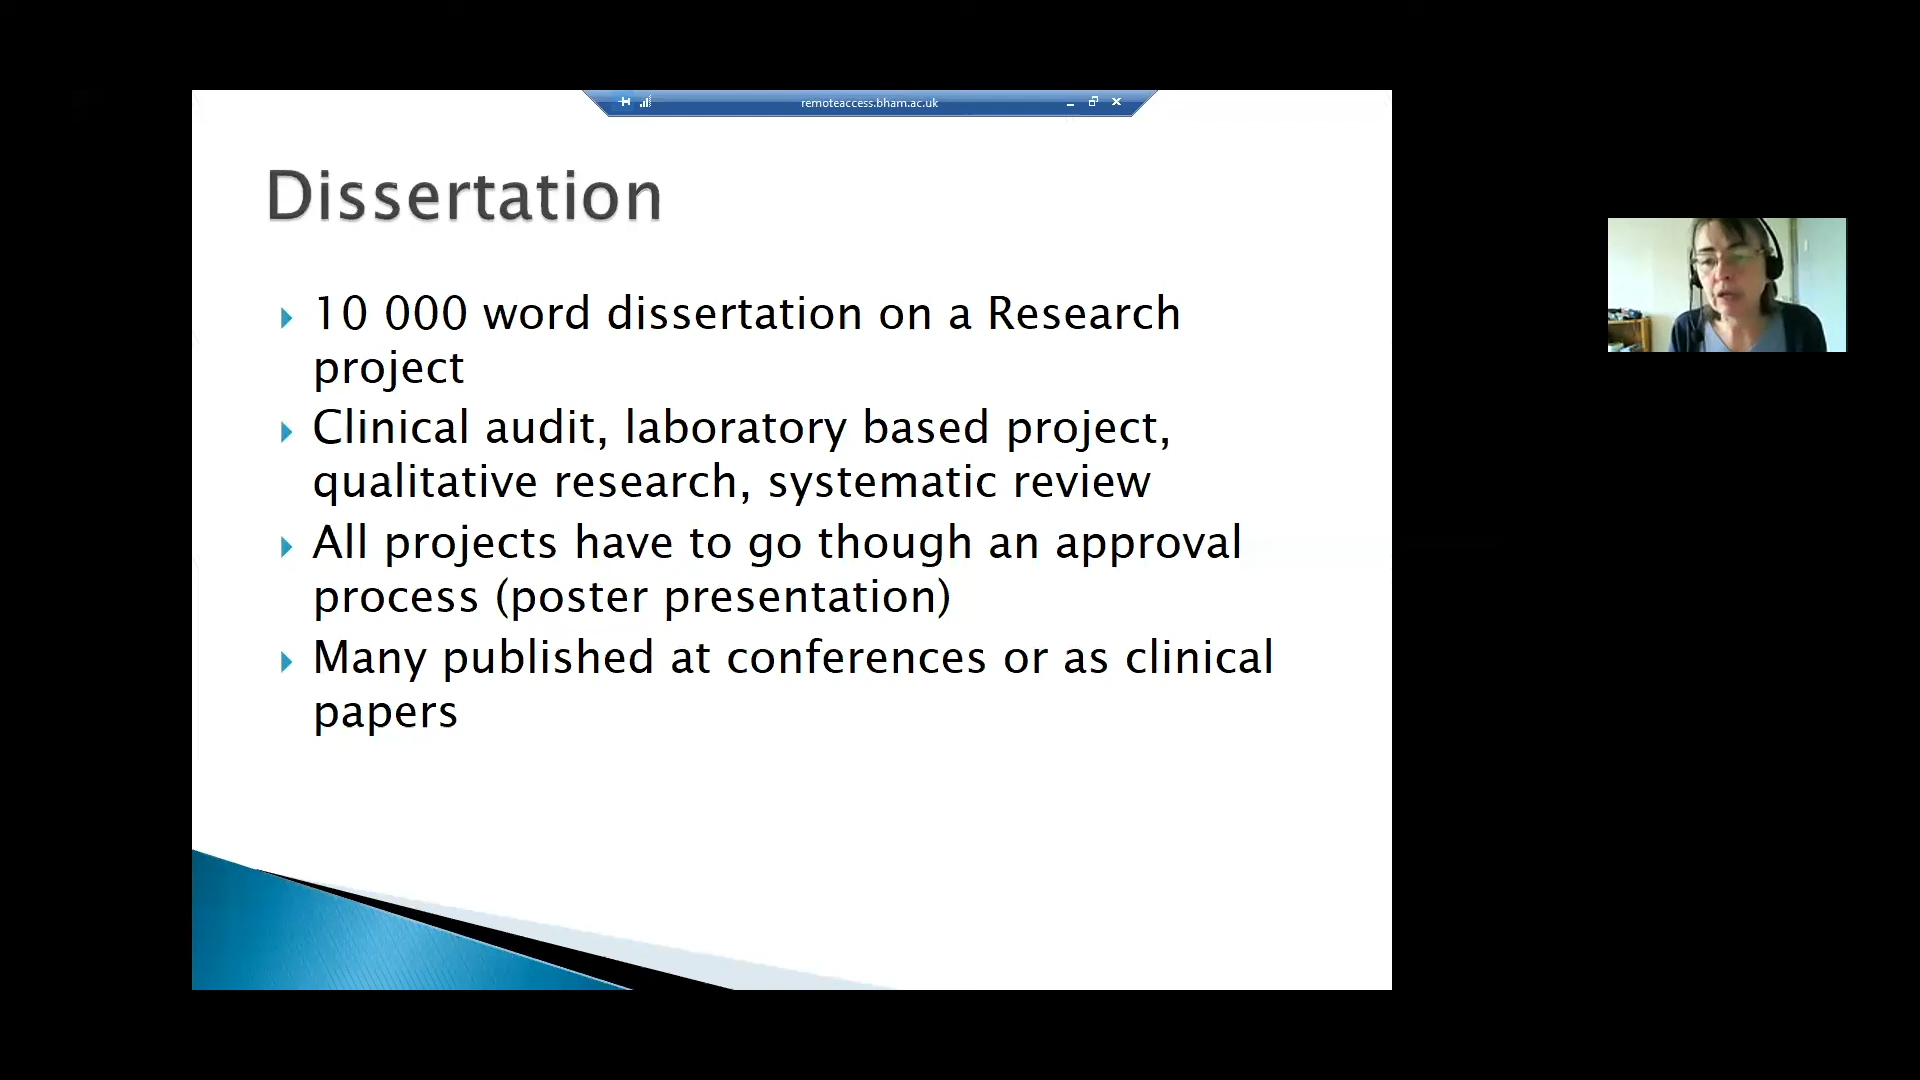 remoteaccess.bham.ac.uk
Dissertation
10 000 word dissertation on a Research
project
Clinical audit, laboratory based project,
qualitative research, systematic review
All projects have to go though an approval
process (poster presentation)
Many published at conferences or as clinical
papers